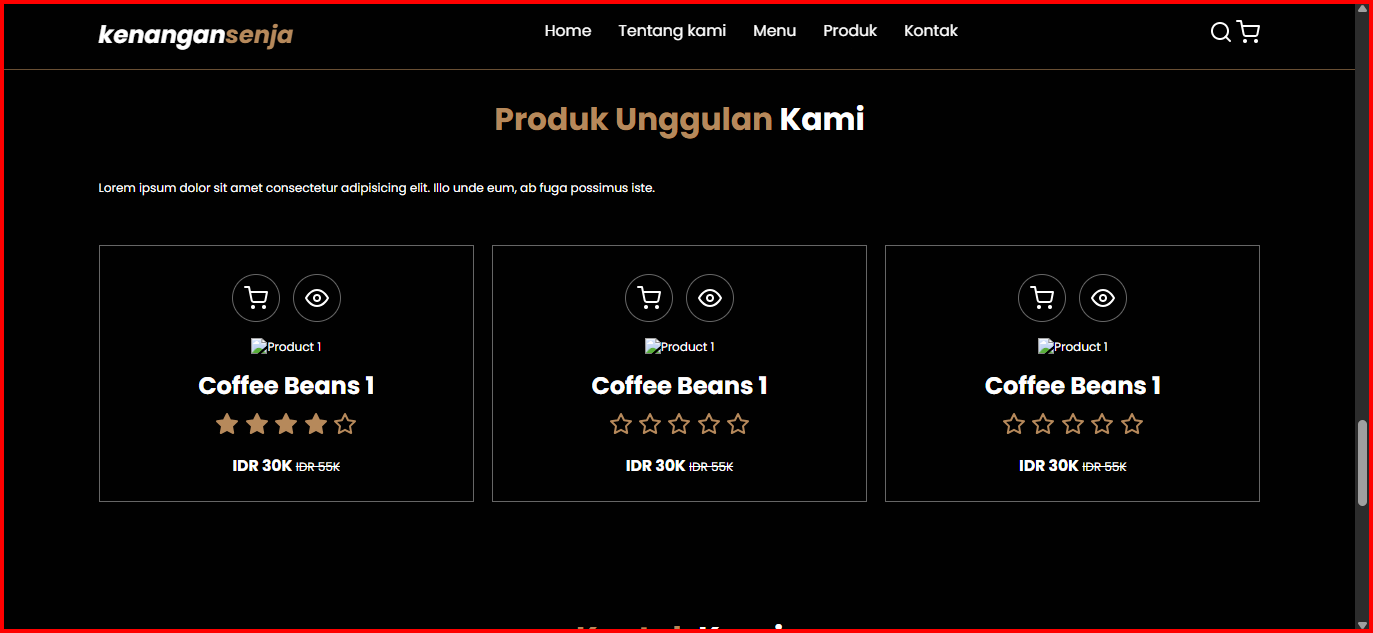 kenangansenja Home Tentang kami Menu Produk Kontak
Produk Unggulan Kami
Lorem ipsum dolor sit amet consectetur adipisicing elit. Illo unde eum, ab fuga possimus iste.
Product 1 Product 1 Product 1
Coffee Beans 1 Coffee Beans 1 Coffee Beans 1
IDR 30K IDR 55K IDR 30K IDR 55K IDR 30K IDR 55K